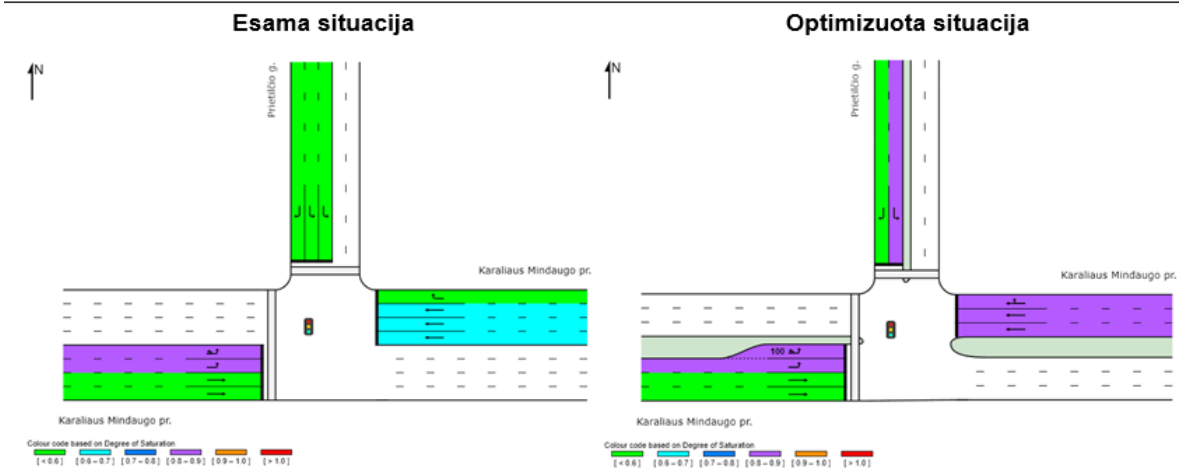 Esama situacija
Optimizuota situacija
N
Prietilčio g.
Karaliaus Mindaugo pr.
Karaliaus Mindaugo pr.
Colour code based on Degree of Saturation
[ < 0.6 ] [ 0.6 – 0.7 ] [ 0.7 – 0.8 ] [ 0.8 – 0.9 ] [ 0.9 – 1.0 ] [ > 1.0 ]
N
Prietilčio g.
Karaliaus Mindaugo pr.
100
Karaliaus Mindaugo pr.
Colour code based on Degree of Saturation
[ < 0.6 ] [ 0.6 – 0.7 ] [ 0.7 – 0.8 ] [ 0.8 – 0.9 ] [ 0.9 – 1.0 ] [ > 1.0 ]